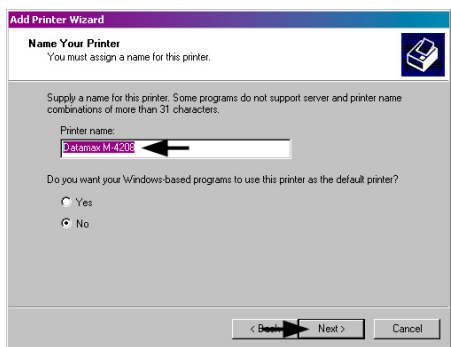 Add Printer Wizard
Name Your Printer
You must assign a name for this printer.
Supply a name for this printer. Some programs do not support server and printer name
combinations of more than 31 characters.
Printer name:
Datamax M-4208
Do you want your Windows-based programs to use this printer as the default printer?
Yes
No
< Back Next > Cancel